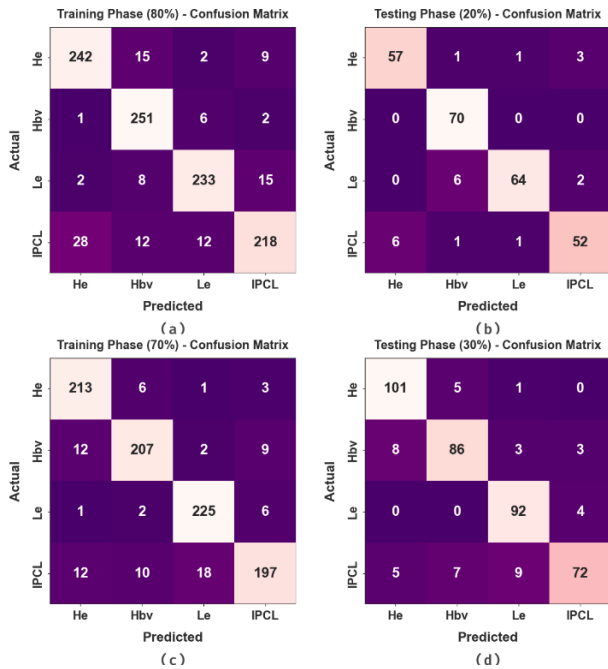 Training Phase (80%) - Confusion Matrix
He 242 15 2 9
Hbv 1 251 6 2
Le 2 8 233 15
IPCL 28 12 12 218
Actual
He Hbv Le IPCL
Predicted
(a)
Testing Phase (20%) - Confusion Matrix
He 57 1 1 3
Hbv 0 70 0 0
Le 0 6 64 2
IPCL 6 1 1 52
Actual
He Hbv Le IPCL
Predicted
(b)
Training Phase (70%) - Confusion Matrix
He 213 6 1 3
Hbv 12 207 2 9
Le 1 2 225 6
IPCL 12 10 18 197
Actual
He Hbv Le IPCL
Predicted
(c)
Testing Phase (30%) - Confusion Matrix
He 101 5 1 0
Hbv 8 86 3 3
Le 0 0 92 4
IPCL 5 7 9 72
Actual
He Hbv Le IPCL
Predicted
(d)